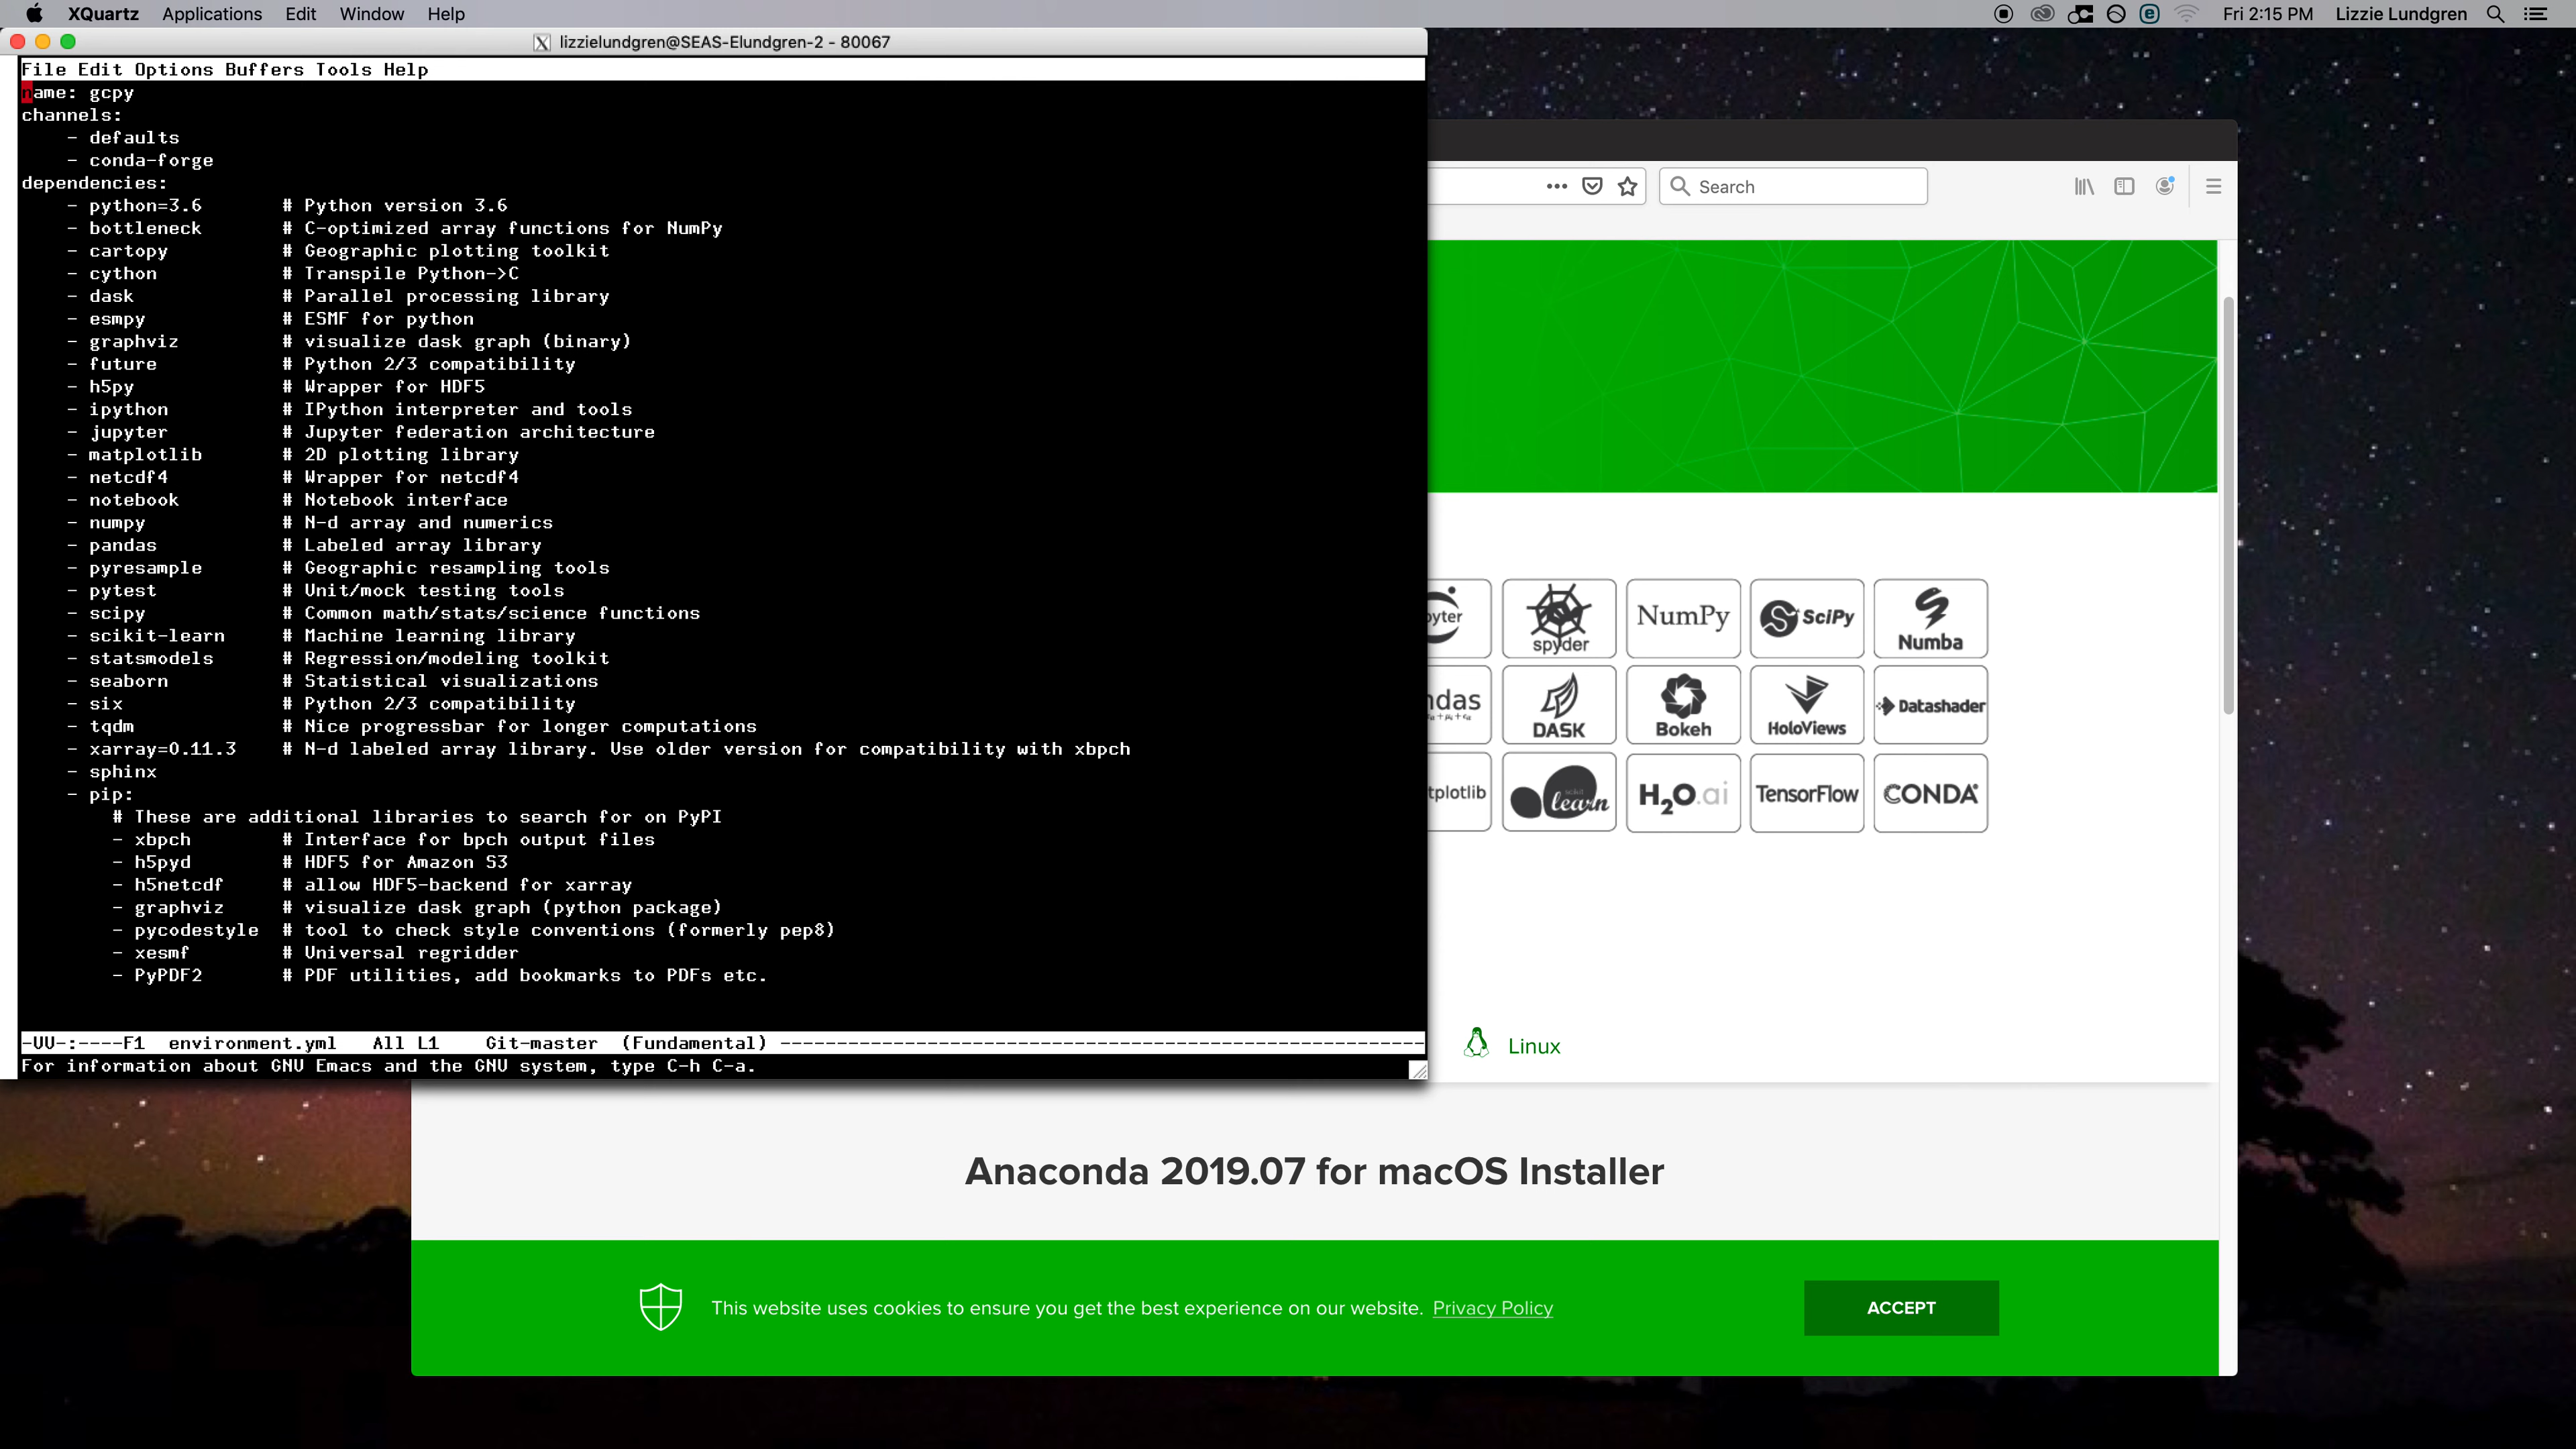 XQuartz Applications Edit Window Help
Fri 2:15 PM Lizzie Lundgren
lizzielundgren@SEAS-Elundgren-2 - 80067
File Edit Options Buffers Tools Help
name: gcpy
channels:
- defaults
- conda-forge
dependencies:
- python=3.6 # Python version 3.6
- bottleneck # C-optimized array functions for NumPy
- cartopy # Geographic plotting toolkit
- cython # Transpile Python->C
- dask # Parallel processing library
- esmpy # ESMF for python
- graphviz # visualize dask graph (binary)
- future # Python 2/3 compatibility
- h5py # Wrapper for HDF5
- ipython # IPython interpreter and tools
- jupyter # Jupyter federation architecture
- matplotlib # 2D plotting library
- netcdf4 # Wrapper for netcdf4
- notebook # Notebook interface
- numpy # N-d array and numerics
- pandas # Labeled array library
- pyresample # Geographic resampling tools
- pytest # Unit/mock testing tools
- scipy # Common math/stats/science functions
- scikit-learn # Machine learning library
- statsmodels # Regression/modeling toolkit
- seaborn # Statistical visualizations
- six # Python 2/3 compatibility
- tqdm # Nice progressbar for longer computations
- xarray=0.11.3 # N-d labeled array library. Use older version for compatibility with xbpch
- sphinx
- pip:
# These are additional libraries to search for on PyPI
- xbpch # Interface for bpch output files
- h5pyd # HDF5 for Amazon S3
- h5netcdf # allow HDF5-backend for xarray
- graphviz # visualize dask graph (python package)
- pycodestyle # tool to check style conventions (formerly pep8)
- xesmf # Universal regridder
- PyPDF2 # PDF utilities, add bookmarks to PDFs etc.
-UU-:----F1 environment.yml All L1 Git-master (Fundamental) ---------------------------------------------------------
For information about GNU Emacs and the GNU system, type C-h C-a.
Search
pyter spyder NumPy SciPy Numba
ndas DASK Bokeh HoloViews Datashader
tplotlib scikit learn H2O.ai TensorFlow CONDA
Linux
Anaconda 2019.07 for macOS Installer
This website uses cookies to ensure you get the best experience on our website. Privacy Policy
ACCEPT